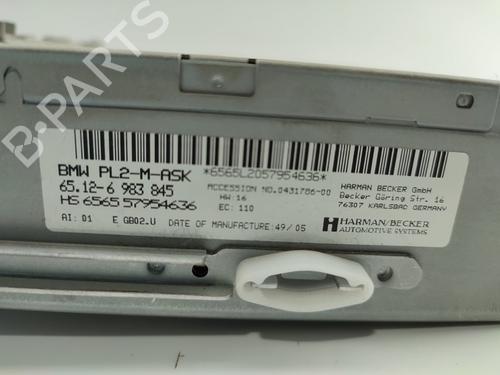 B-PARTS
BMW PL2-M-ASK
*6565L2057954636*
65.12-6 983 845
HS 6565 57954636
AI: 01 E GB02.U
ACCESSION NO.0431786-00
HW:16
EC: 110
DATE OF MANUFACTURE:49/05
HARMAN BECKER GmbH
Becker Göring Str. 16
76307 KARLSBAD GERMANY
HARMAN/BECKER
AUTOMOTIVE SYSTEMS